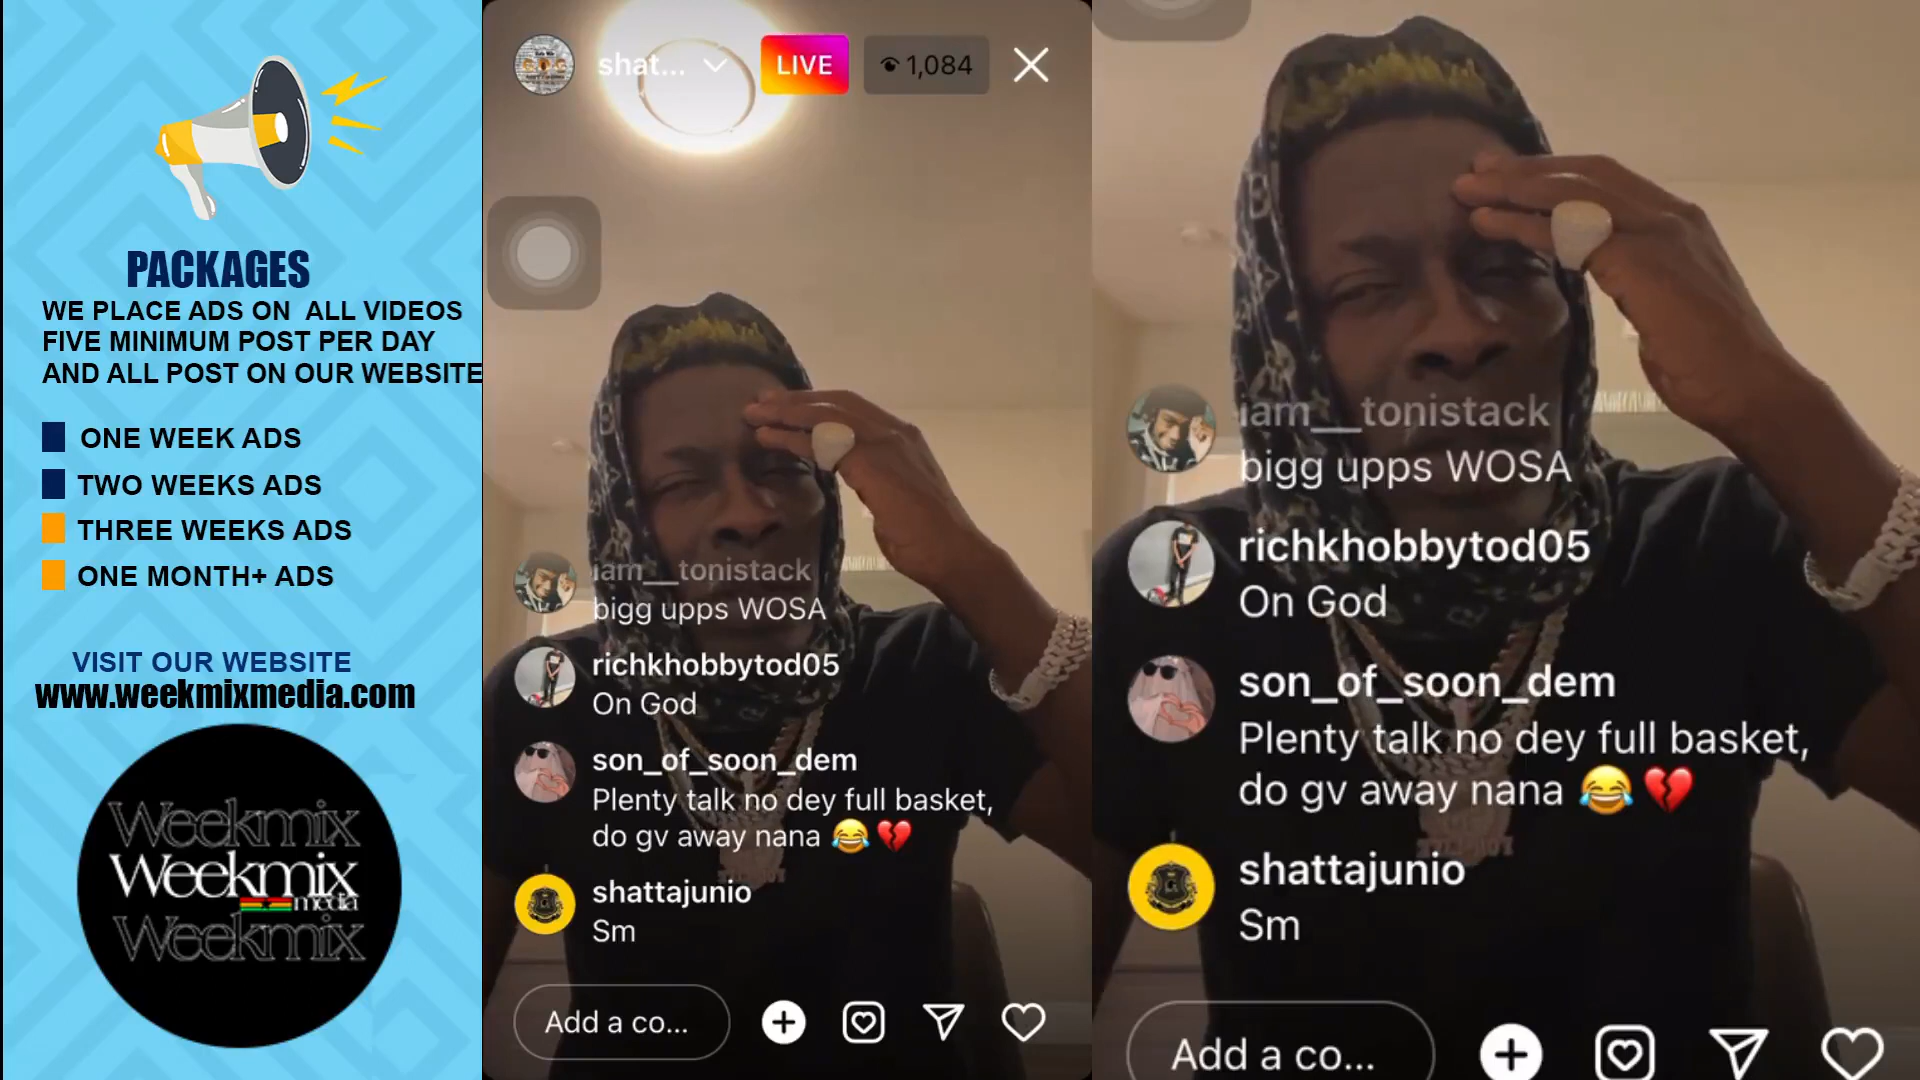 PACKAGES
WE PLACE ADS ON ALL VIDEOS
FIVE MINIMUM POST PER DAY
AND ALL POST ON OUR WEBSITE
ONE WEEK ADS
TWO WEEKS ADS
THREE WEEKS ADS
ONE MONTH+ ADS
VISIT OUR WEBSITE
www.weekmixmedia.com
Weekmix
Weekmix
media
Weekmix
shat...
LIVE
1,084
iam__tonistack
bigg upps WOSA
richkhobbytod05
On God
son_of_soon_dem
Plenty talk no dey full basket,
do gv away nana 😂💔
shattajunio
Sm
Add a co...
iam__tonistack
bigg upps WOSA
richkhobbytod05
On God
son_of_soon_dem
Plenty talk no dey full basket,
do gv away nana 😂💔
shattajunio
Sm
Add a co...